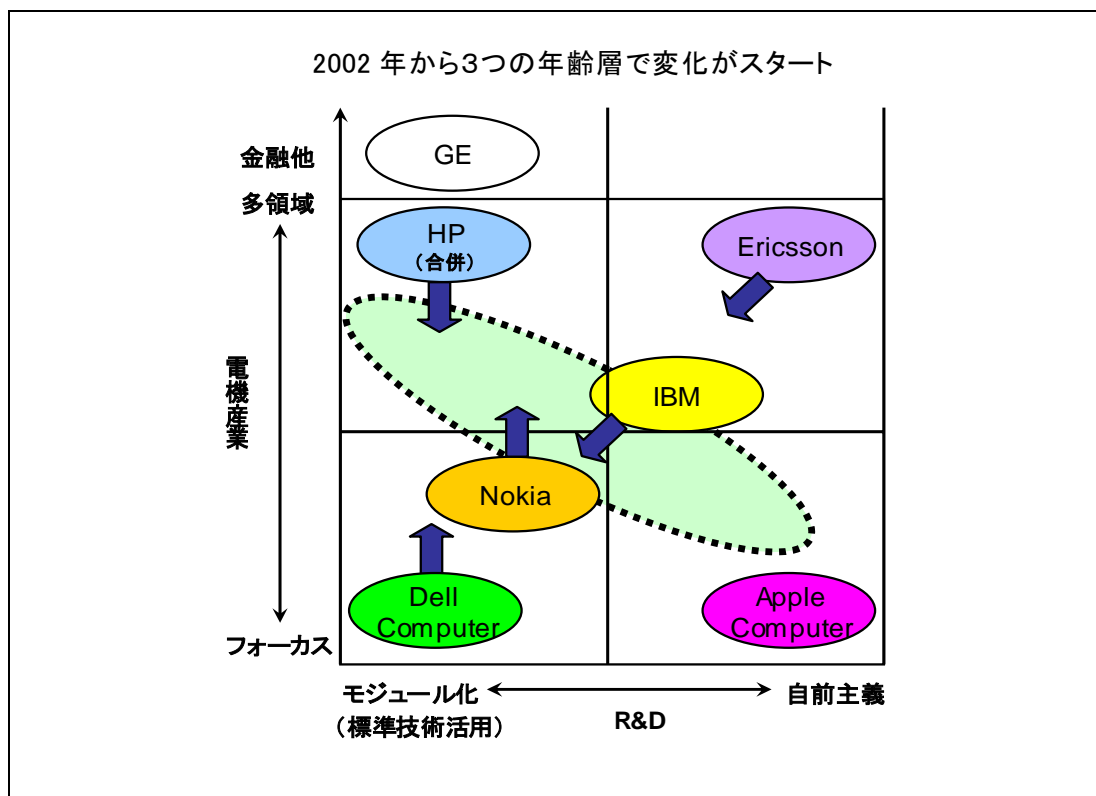 2002 年から３つの年齢層で変化がスタート
金融他
多領域
GE
HP
（合併）
Ericsson
電機産業
IBM
Nokia
Dell
Computer
Apple
Computer
フォーカス
モジュール化
（標準技術活用）
R&D
自前主義